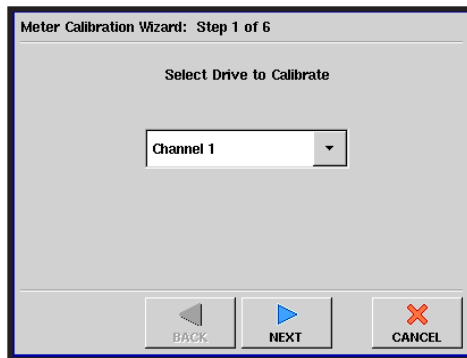 Meter Calibration Wizard: Step 1 of 6
Select Drive to Calibrate
Channel 1
BACK NEXT CANCEL